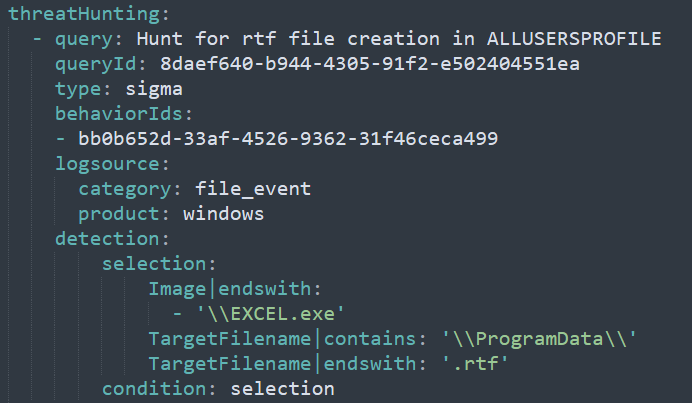 threatHunting:
- query: Hunt for rtf file creation in ALLUSERSPROFILE
queryId: 8daef640-b944-4305-91f2-e502404551ea
type: sigma
behaviorIds:
- bb0b652d-33af-4526-9362-31f46ceca499
logsource:
category: file_event
product: windows
detection:
selection:
Image|endswith:
- '\\EXCEL.exe'
TargetFilename|contains: '\\ProgramData\\'
TargetFilename|endswith: '.rtf'
condition: selection